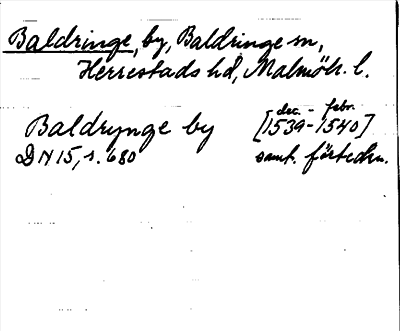 Baldringe, by, Baldringe sn,
Herrestads hd, Malmöh. l.
dec. - febr.
Baldrynge by [1539-1540]
DN 15, s. 680 samt. förteckn.